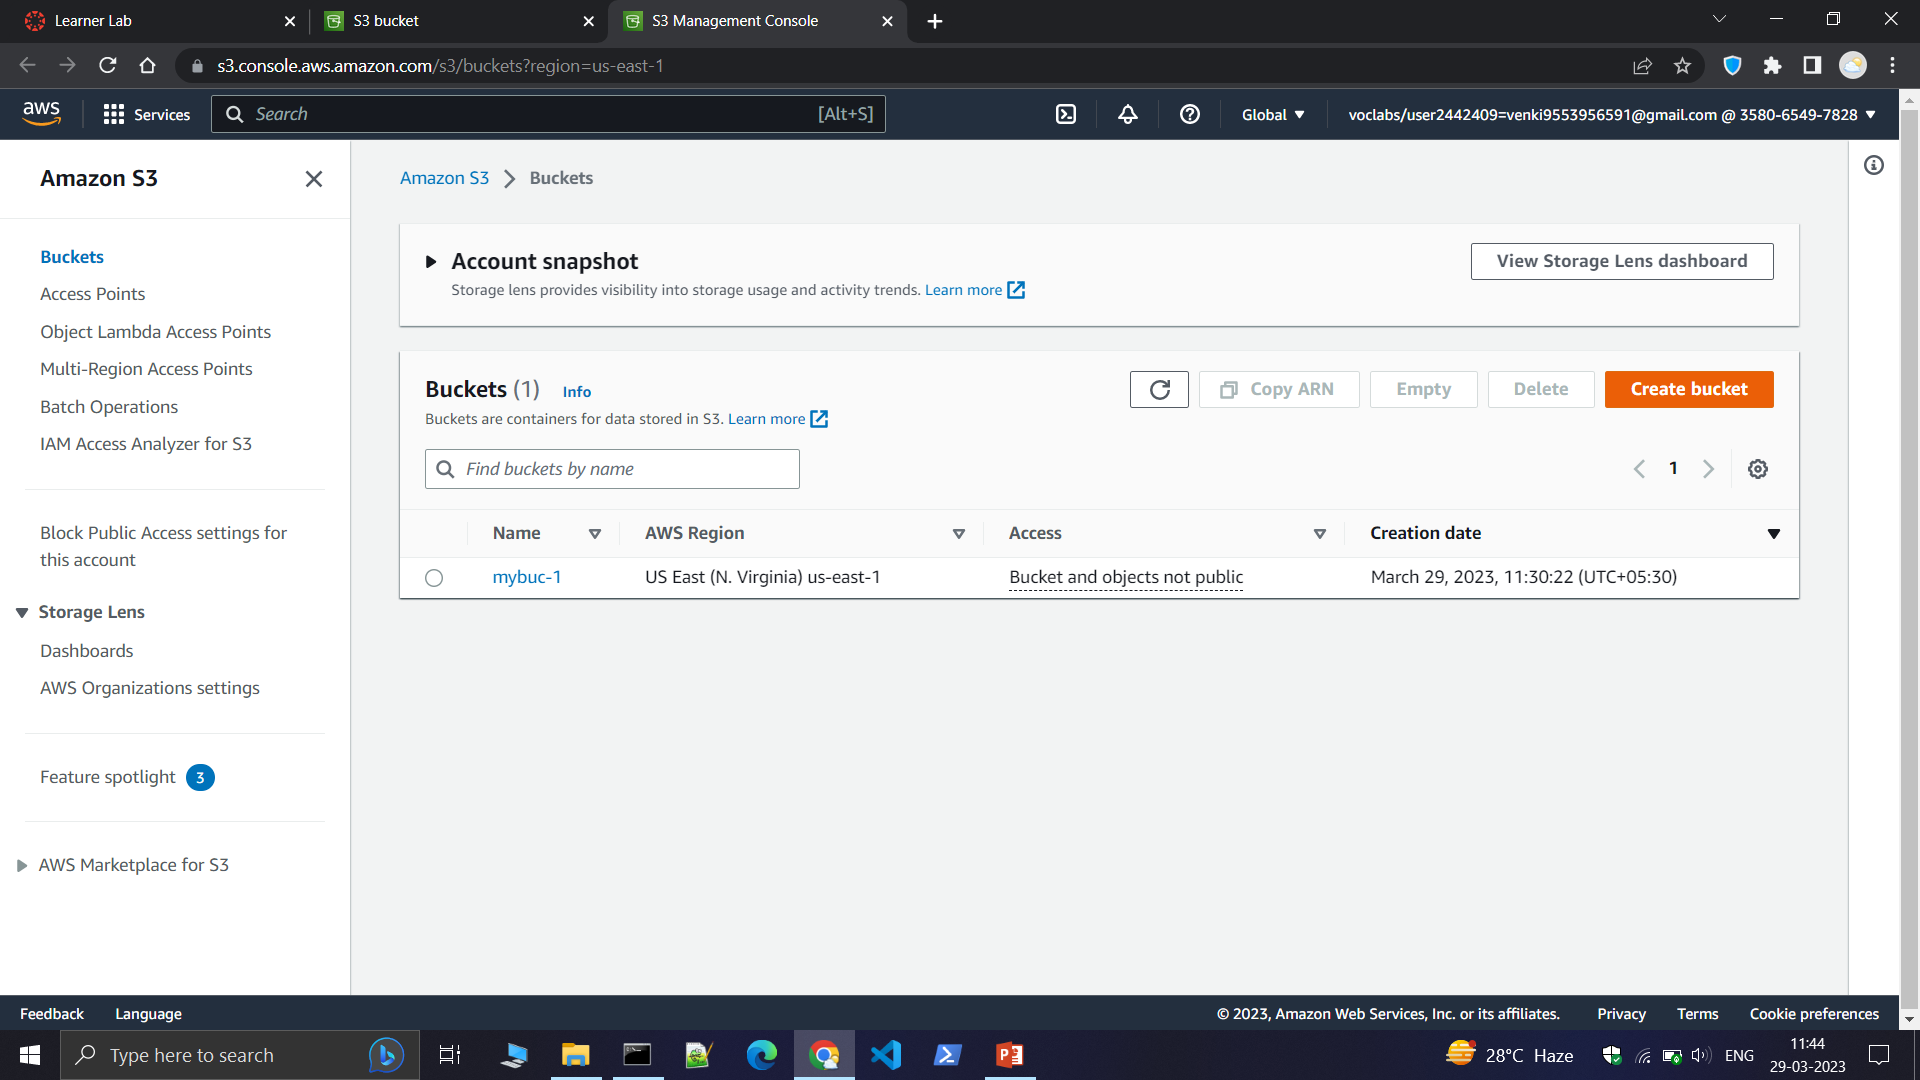 Learner Lab
S3 bucket
S3 Management Console
s3.console.aws.amazon.com/s3/buckets?region=us-east-1
aws
Services
Search
[Alt+S]
Global
voclabs/user2442409=venki9553956591@gmail.com @ 3580-6549-7828
Amazon S3
Buckets
Access Points
Object Lambda Access Points
Multi-Region Access Points
Batch Operations
IAM Access Analyzer for S3
Block Public Access settings for
this account
Storage Lens
Dashboards
AWS Organizations settings
Feature spotlight 3
AWS Marketplace for S3
Amazon S3 > Buckets
Account snapshot
Storage lens provides visibility into storage usage and activity trends. Learn more
View Storage Lens dashboard
Buckets (1) Info
Buckets are containers for data stored in S3. Learn more
Copy ARN
Empty
Delete
Create bucket
Find buckets by name
1
Name
AWS Region
Access
Creation date
mybuc-1
US East (N. Virginia) us-east-1
Bucket and objects not public
March 29, 2023, 11:30:22 (UTC+05:30)
Feedback
Language
© 2023, Amazon Web Services, Inc. or its affiliates.
Privacy
Terms
Cookie preferences
Type here to search
28°C Haze
ENG
11:44
29-03-2023